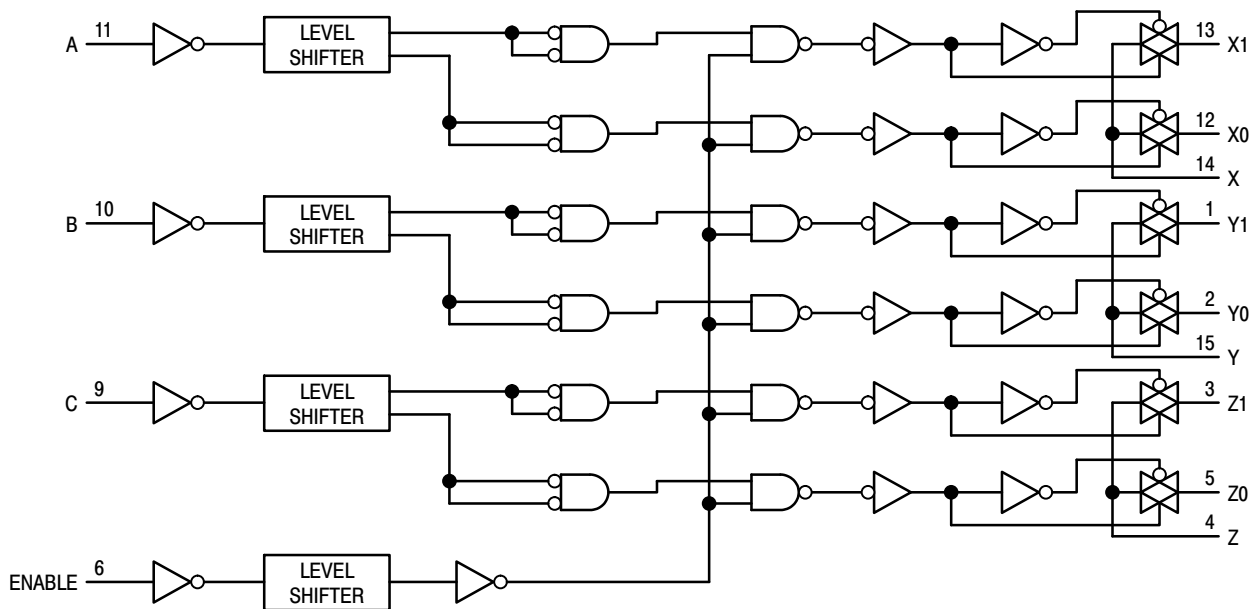 A 11 LEVEL SHIFTER 13 X1
12 X0
14 X
B 10 LEVEL SHIFTER 1 Y1
2 Y0
15 Y
C 9 LEVEL SHIFTER 3 Z1
5 Z0
4 Z
ENABLE 6 LEVEL SHIFTER